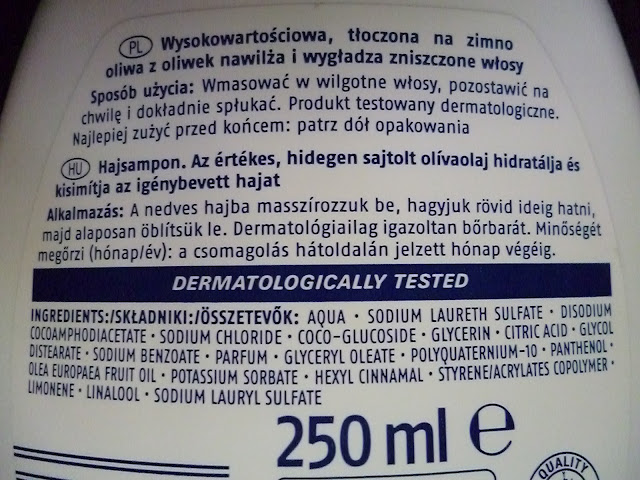 PL Wysokowartościowa, tłoczona na zimno
oliwa z oliwek nawilża i wygładza zniszczone włosy
Sposób użycia: Wmasować w wilgotne włosy, pozostawić na
chwilę i dokładnie spłukać. Produkt testowany dermatologiczne.
Najlepiej zużyć przed końcem: patrz dół opakowania
HU Hajsampon. Az értékes, hidegen sajtolt olívaolaj hidratálja és
kisimítja az igénybevett hajat
Alkalmazás: A nedves hajba masszírozzuk be, hagyjuk rövid ideig hatni,
majd alaposan öblítsük le. Dermatológiailag igazoltan bőrbarát. Minőségét
megőrzi (hónap/év): a csomagolás hátoldalán jelzett hónap végéig.
DERMATOLOGICALLY TESTED
INGREDIENTS:/SKŁADNIKI:/ÖSSZETEVŐK: AQUA · SODIUM LAURETH SULFATE · DISODIUM
COCOAMPHODIACETATE · SODIUM CHLORIDE · COCO-GLUCOSIDE · GLYCERIN · CITRIC ACID · GLYCOL
DISTEARATE · SODIUM BENZOATE · PARFUM · GLYCERYL OLEATE · POLYQUATERNIUM-10 · PANTHENOL ·
OLEA EUROPAEA FRUIT OIL · POTASSIUM SORBATE · HEXYL CINNAMAL · STYRENE/ACRYLATES COPOLYMER ·
LIMONENE · LINALOOL · SODIUM LAURYL SULFATE
250 ml e
QUALITY